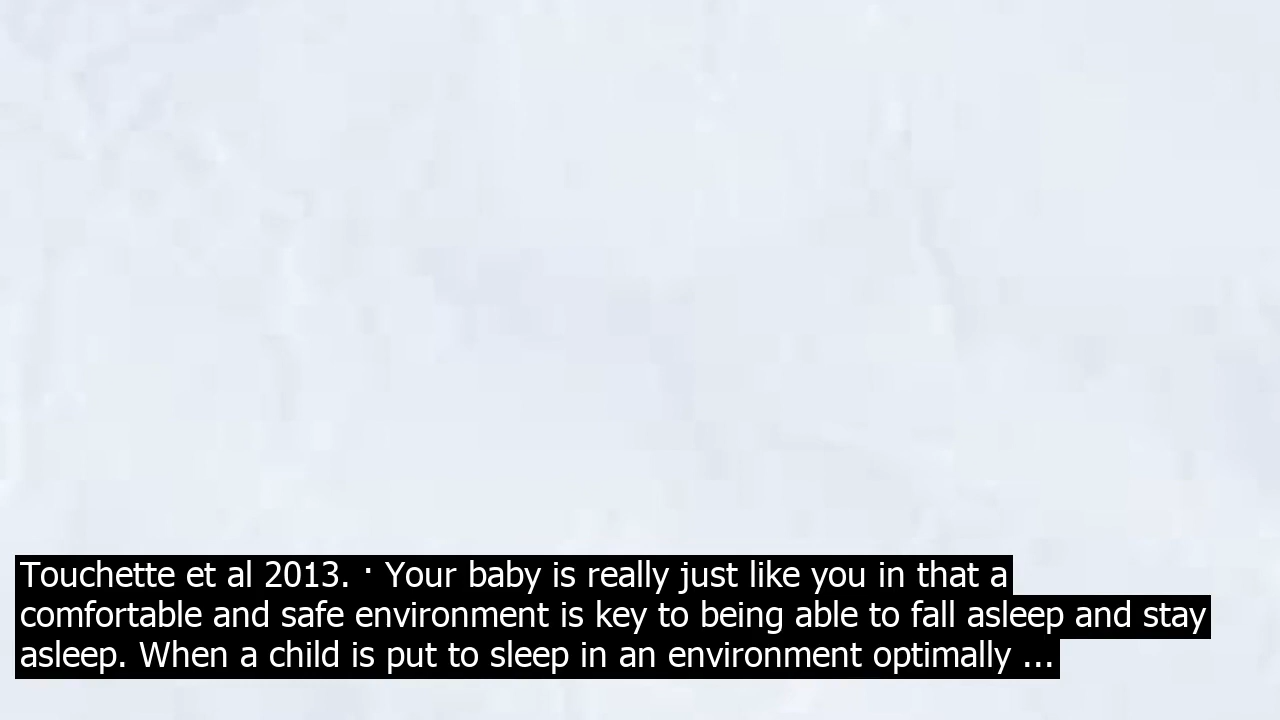 Touchette et al 2013. · Your baby is really just like you in that a
comfortable and safe environment is key to being able to fall asleep and stay
asleep. When a child is put to sleep in an environment optimally ...